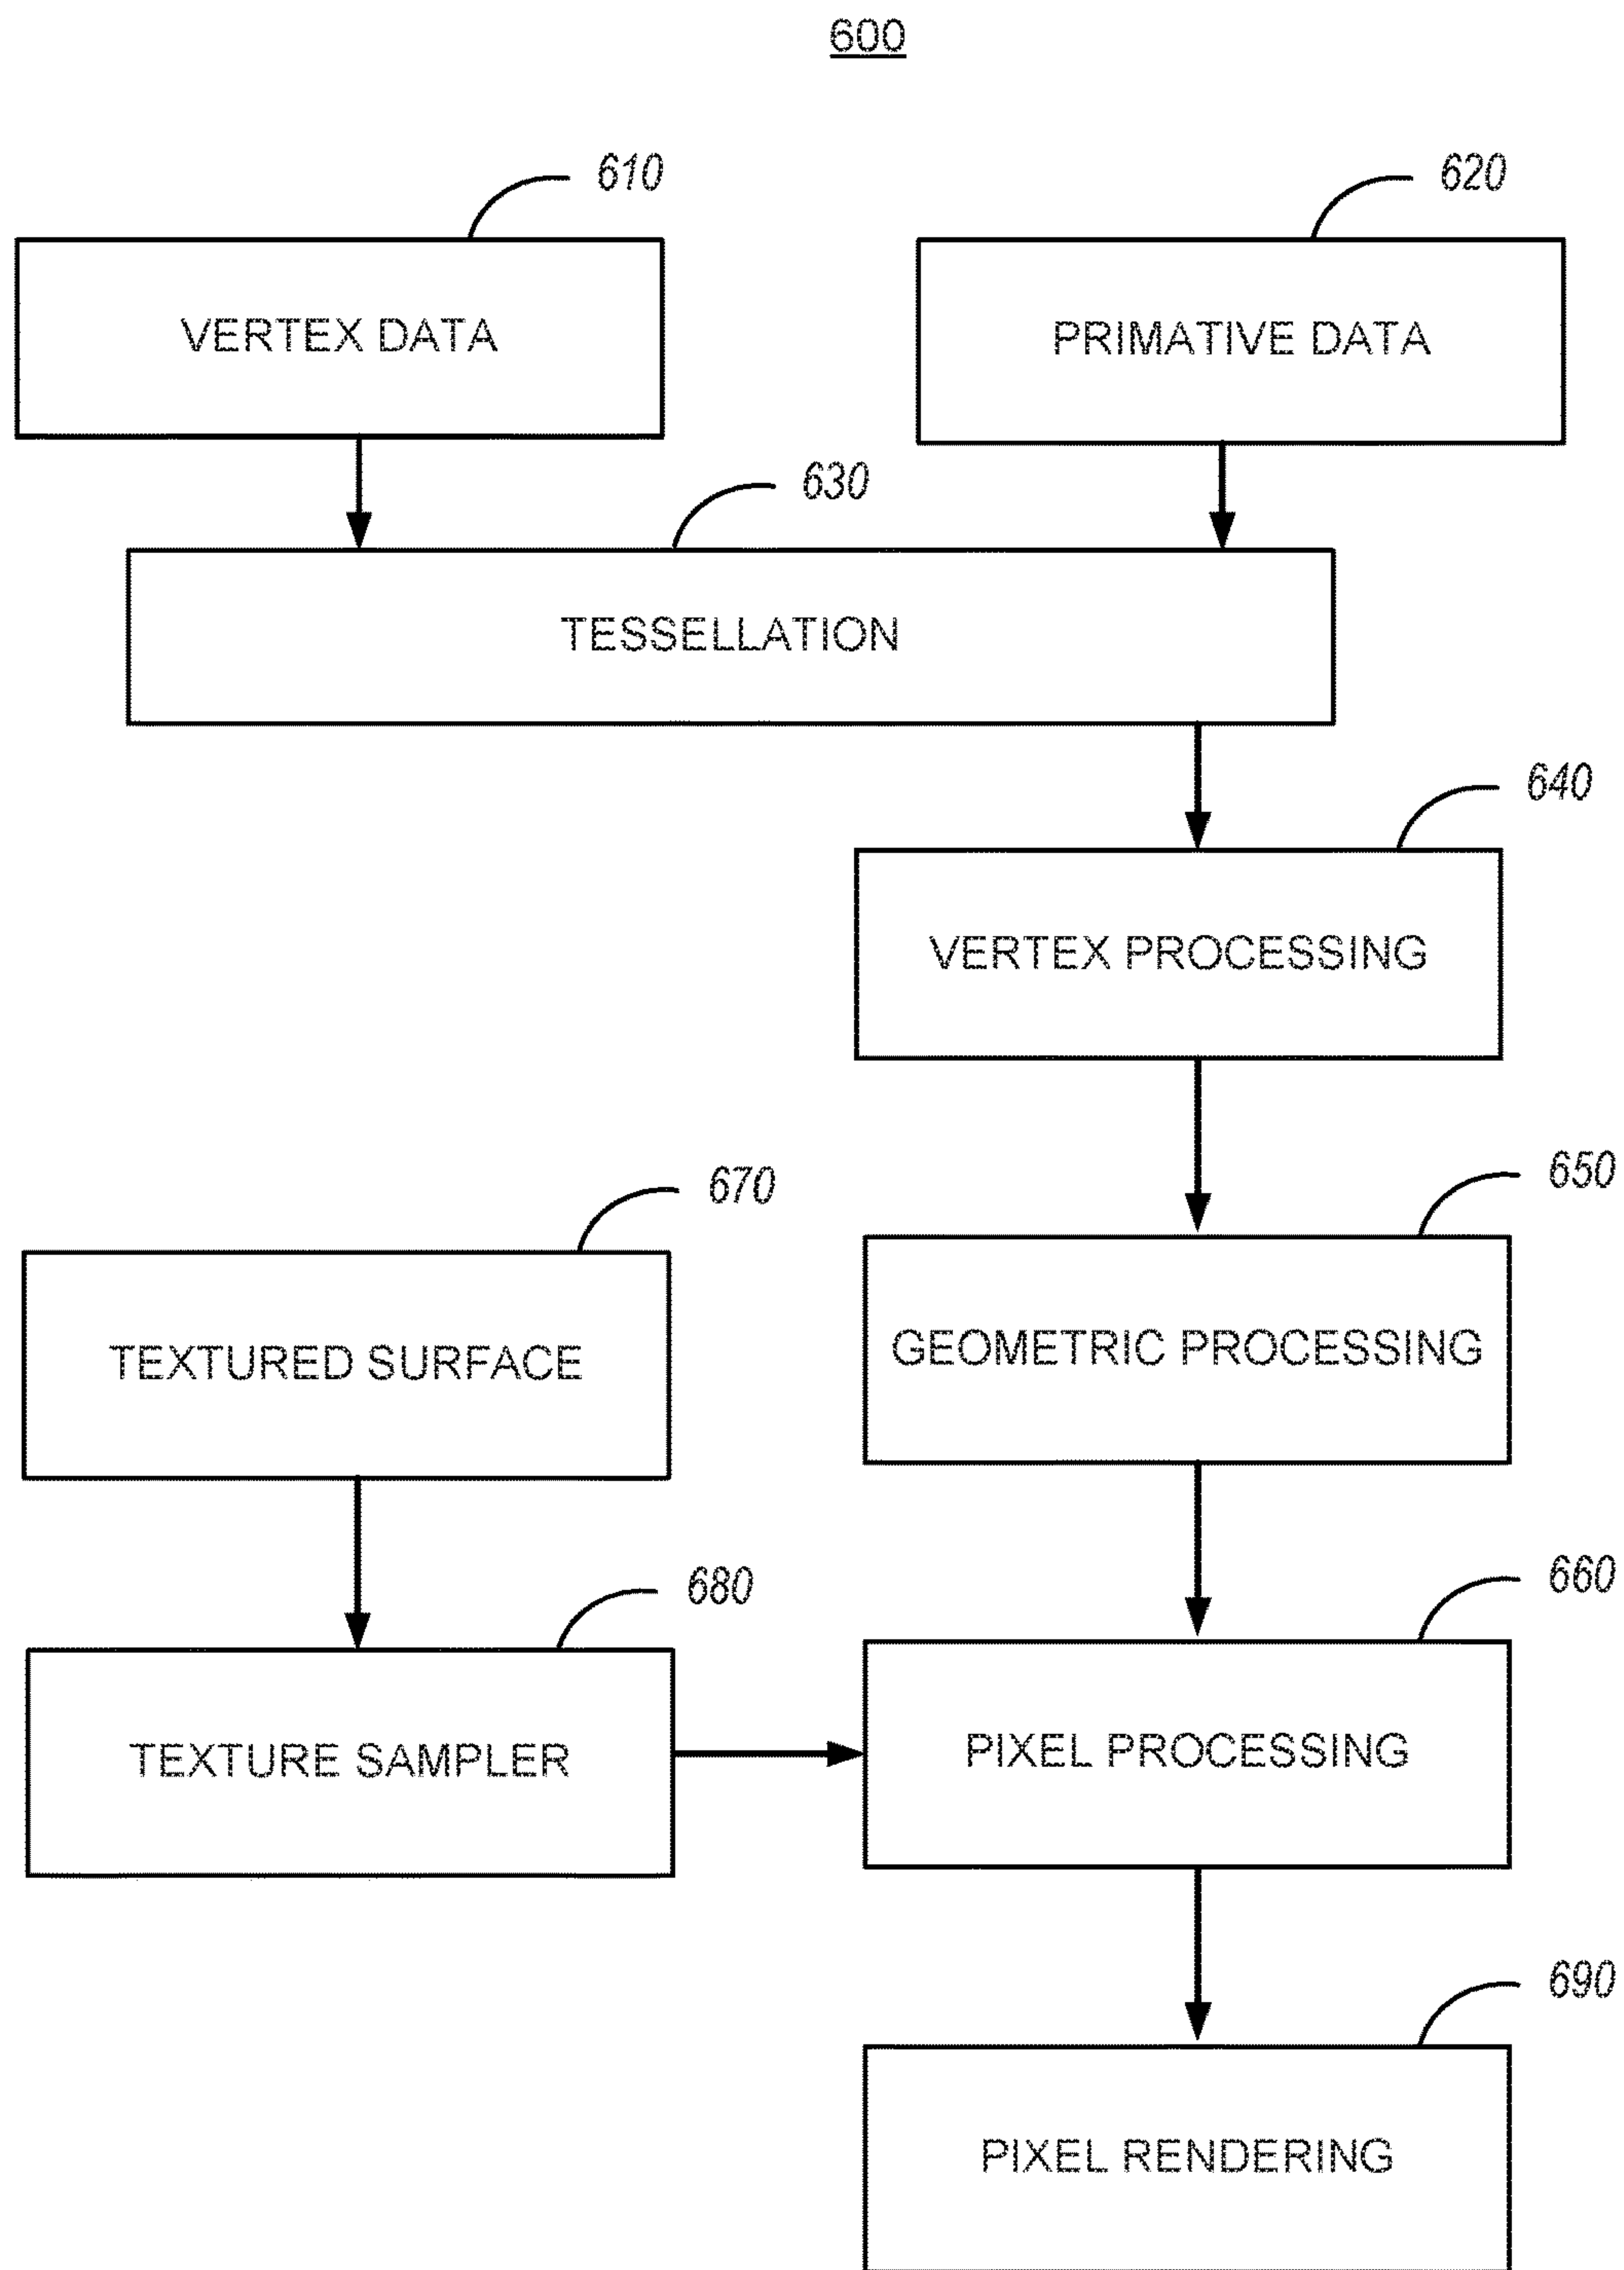 600
610
620
VERTEX DATA
PRIMATIVE DATA
630
TESSELLATION
640
VERTEX PROCESSING
650
670
GEOMETRIC PROCESSING
TEXTURED SURFACE
660
680
PIXEL PROCESSING
TEXTURE SAMPLER
690
PIXEL RENDERING